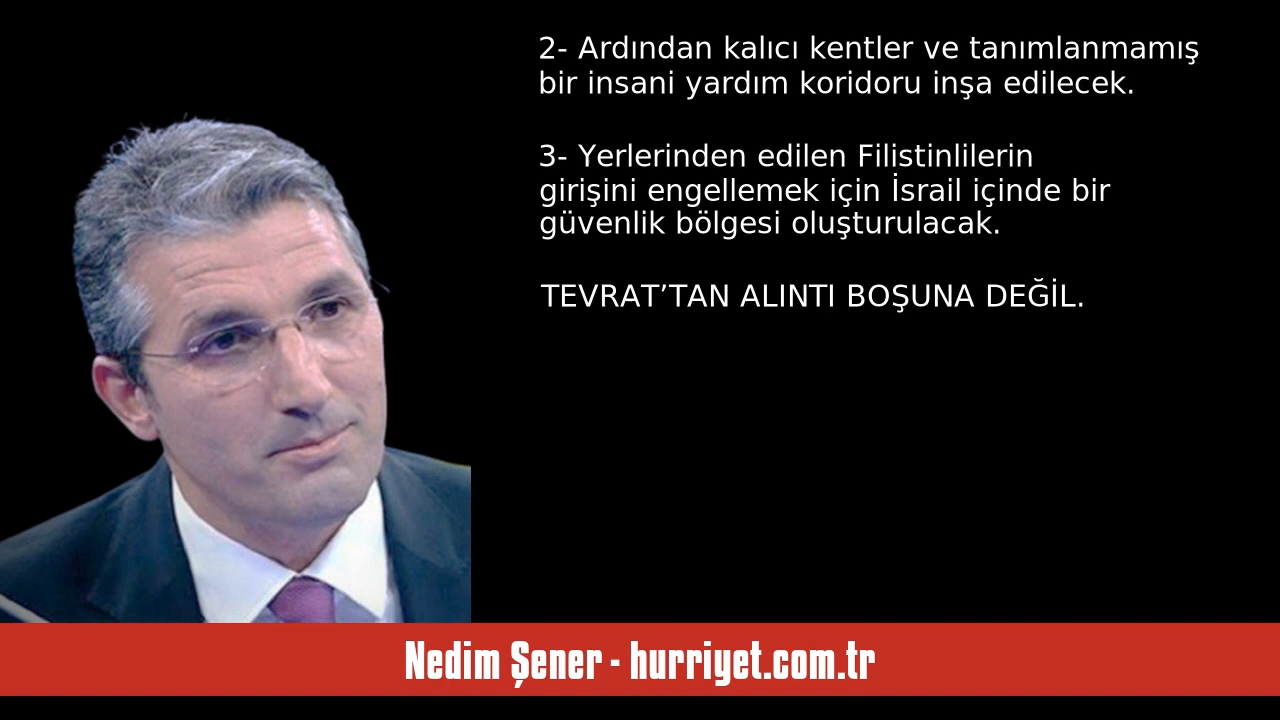 2- Ardından kalıcı kentler ve tanımlanmamış
bir insani yardım koridoru inşa edilecek.
3- Yerlerinden edilen Filistinlilerin
girişini engellemek için İsrail içinde bir
güvenlik bölgesi oluşturulacak.
TEVRAT’TAN ALINTI BOŞUNA DEĞİL.
Nedim Şener - hurriyet.com.tr